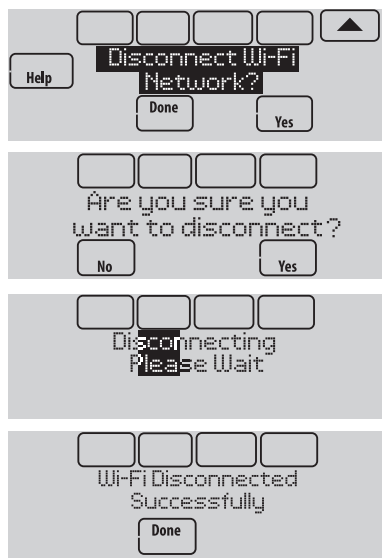 Disconnect Wi-Fi
Help
Network?
Done
Yes
Are you sure you
want to disconnect?
No
Yes
Disconnecting
Please Wait
Wi-Fi Disconnected
Successfully
Done